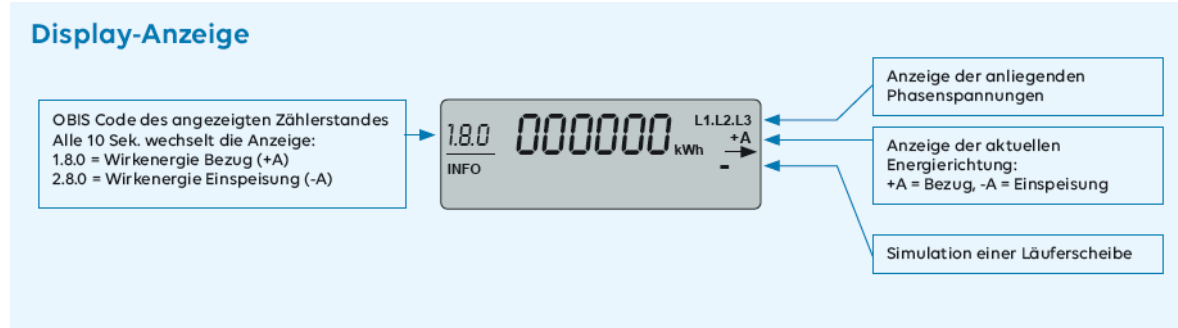 Display-Anzeige
OBIS Code des angezeigten Zählerstandes
Alle 10 Sek. wechselt die Anzeige:
1.8.0 = Wirkenergie Bezug (+A)
2.8.0 = Wirkenergie Einspeisung (-A)
1.8.0 000000 kWh
L1.L2.L3
+A
INFO
Anzeige der anliegenden
Phasenspannungen
Anzeige der aktuellen
Energierichtung:
+A = Bezug, -A = Einspeisung
Simulation einer Läuferscheibe